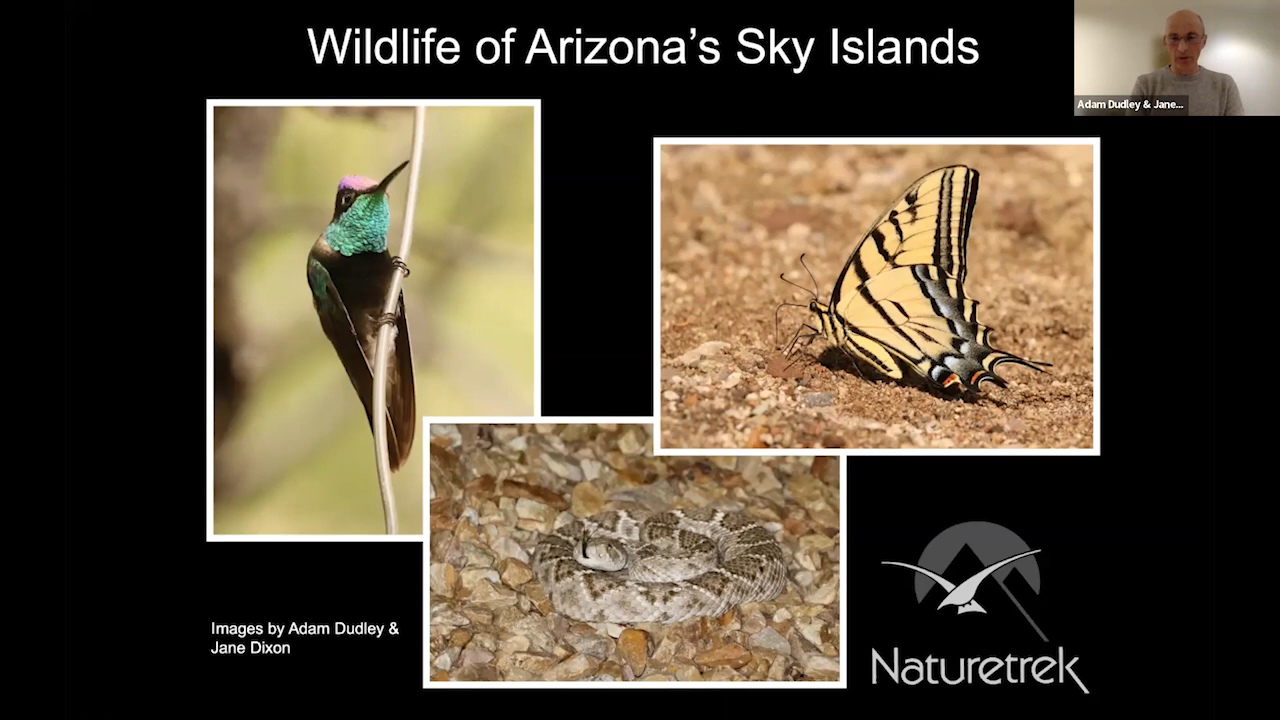 Wildlife of Arizona's Sky Islands
Adam Dudley & Jane...
Images by Adam Dudley &
Jane Dixon
Naturetrek